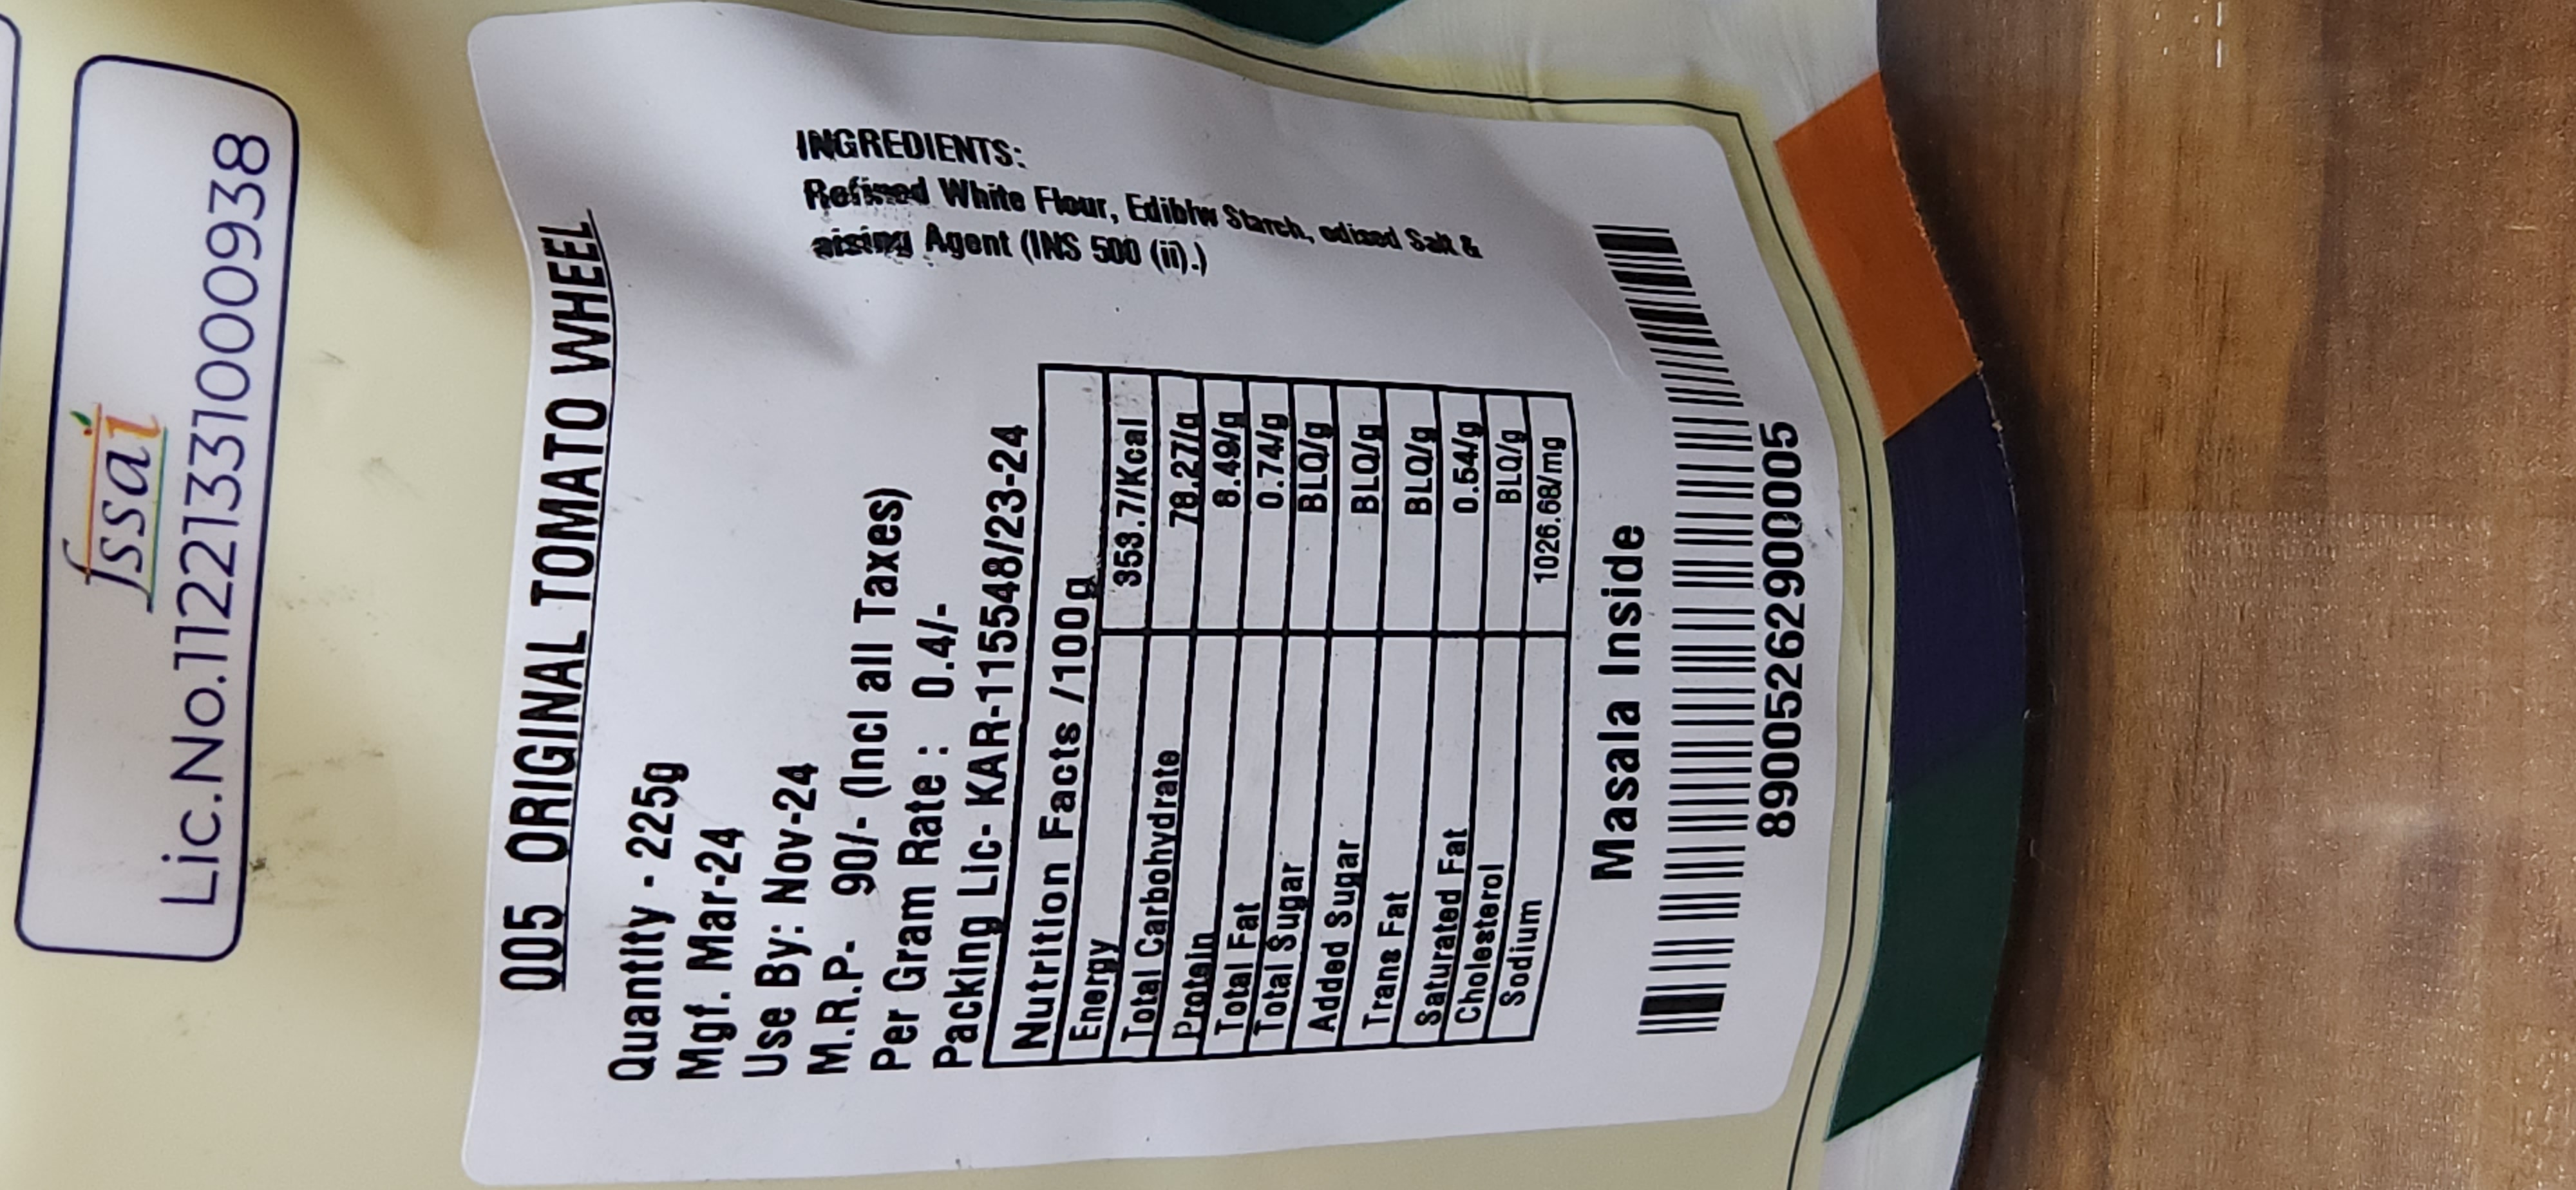 fssai
Lic.No.11221331000938
005 ORIGINAL TOMATO WHEEL
Quantity - 225g
Mgf. Mar-24
Use By: Nov-24
M.R.P- 90/- (Incl all Taxes)
Per Gram Rate : 0.4/-
Packing Lic- KAR-115548/23-24
INGREDIENTS:
Refined White Flour, Ediblw Starch, odised Salt &
aising Agent (INS 500 (ii).)
Nutrition Facts /100g
Energy 353.7/Kcal
Total Carbohydrate 78.27/g
Protein 8.49/g
Total Fat 0.74/g
Total Sugar BLQ/g
Added Sugar BLQ/g
Trans Fat BLQ/g
Saturated Fat 0.54/g
Cholesterol BLQ/g
Sodium 1026.68/mg
Masala Inside
89005262900005